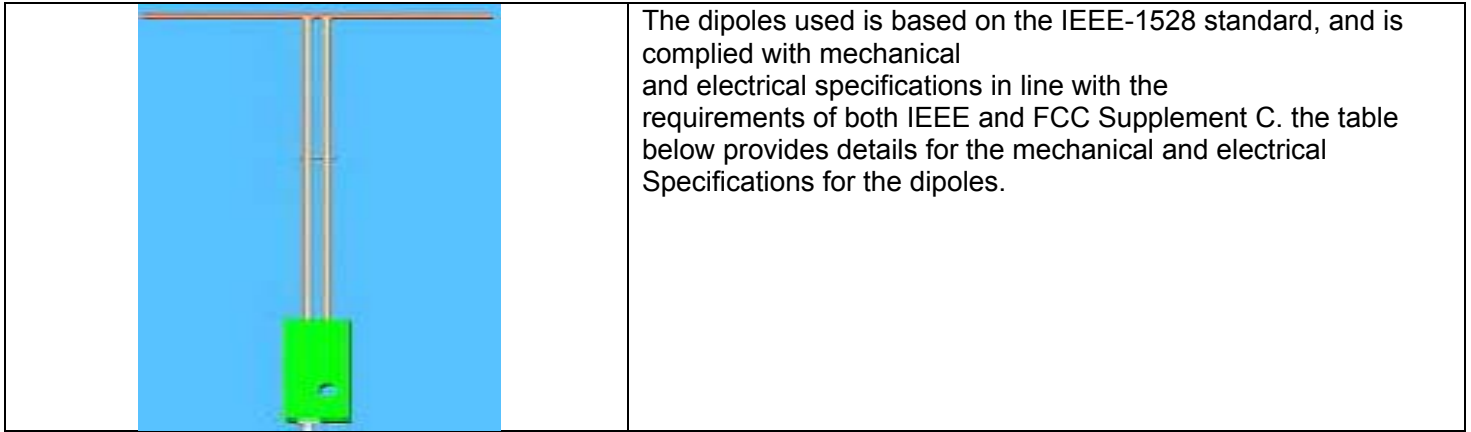 The dipoles used is based on the IEEE-1528 standard, and is
complied with mechanical
and electrical specifications in line with the
requirements of both IEEE and FCC Supplement C. the table
below provides details for the mechanical and electrical
Specifications for the dipoles.